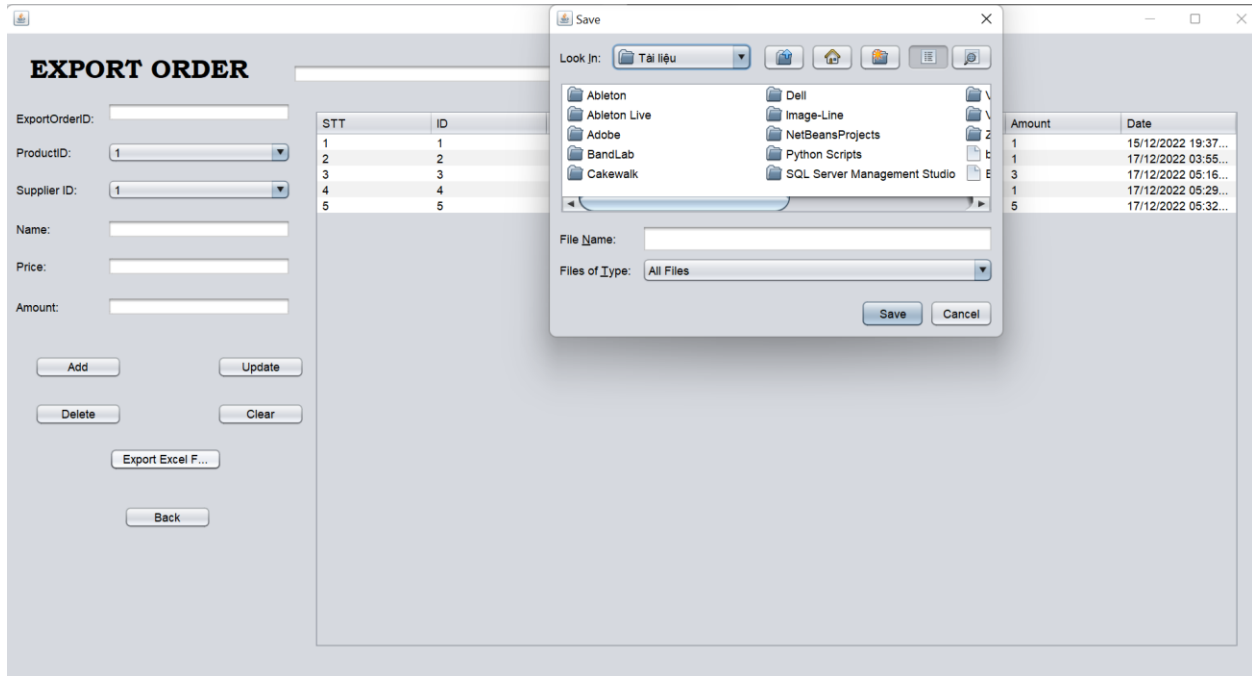 Save
EXPORT ORDER
Look In: Tài liệu
Ableton
Ableton Live
Adobe
BandLab
Cakewalk
Dell
Image-Line
NetBeansProjects
Python Scripts
SQL Server Management Studio
File Name:
Files of Type: All Files
Save Cancel
ExportOrderID:
ProductID: 1
Supplier ID: 1
Name:
Price:
Amount:
Add Update
Delete Clear
Export Excel F...
Back
STT ID Amount Date
1 1 1 15/12/2022 19:37...
2 2 1 17/12/2022 03:55...
3 3 3 17/12/2022 05:16...
4 4 1 17/12/2022 05:29...
5 5 5 17/12/2022 05:32...